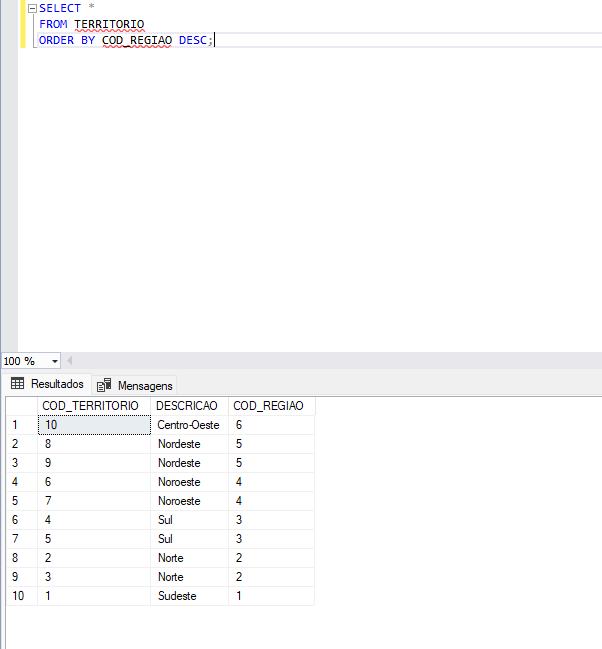 SELECT *
FROM TERRITORIO
ORDER BY COD_REGIAO DESC;
100 %
Resultados Mensagens
COD_TERRITORIO DESCRICAO COD_REGIAO
1 10 Centro-Oeste 6
2 8 Nordeste 5
3 9 Nordeste 5
4 6 Noroeste 4
5 7 Noroeste 4
6 4 Sul 3
7 5 Sul 3
8 2 Norte 2
9 3 Norte 2
10 1 Sudeste 1